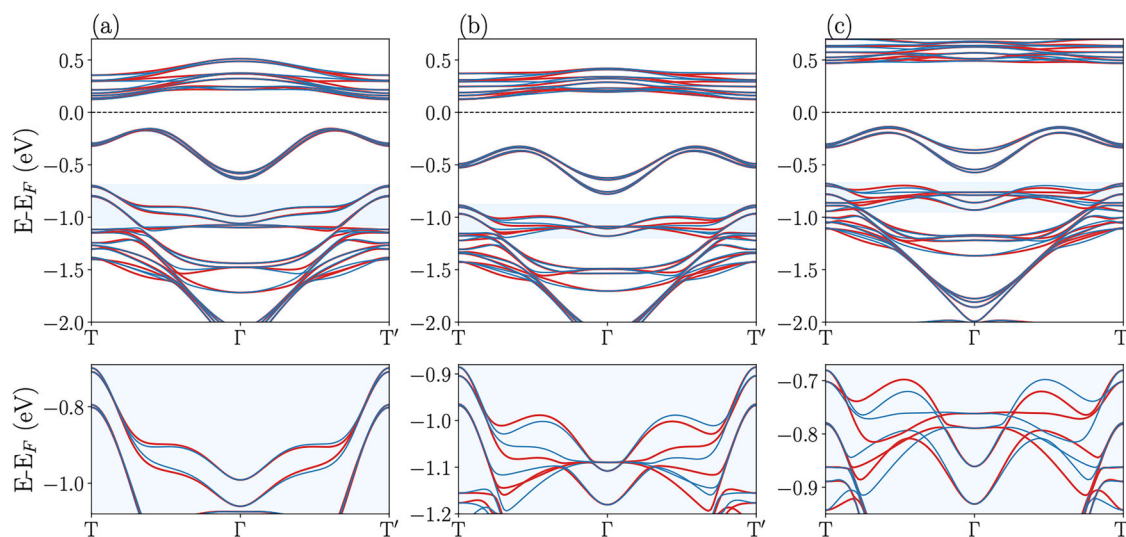 (a) (b) (c)
E-E_F (eV)
0.5 0.0 −0.5 −1.0 −1.5 −2.0
T Γ T′
0.5 0.0 −0.5 −1.0 −1.5 −2.0
T Γ T′
0.5 0.0 −0.5 −1.0 −1.5 −2.0
T Γ T
E-E_F (eV)
−0.8 −1.0
T Γ T′
−0.9 −1.0 −1.1 −1.2
T Γ T′
−0.7 −0.8 −0.9
T Γ T